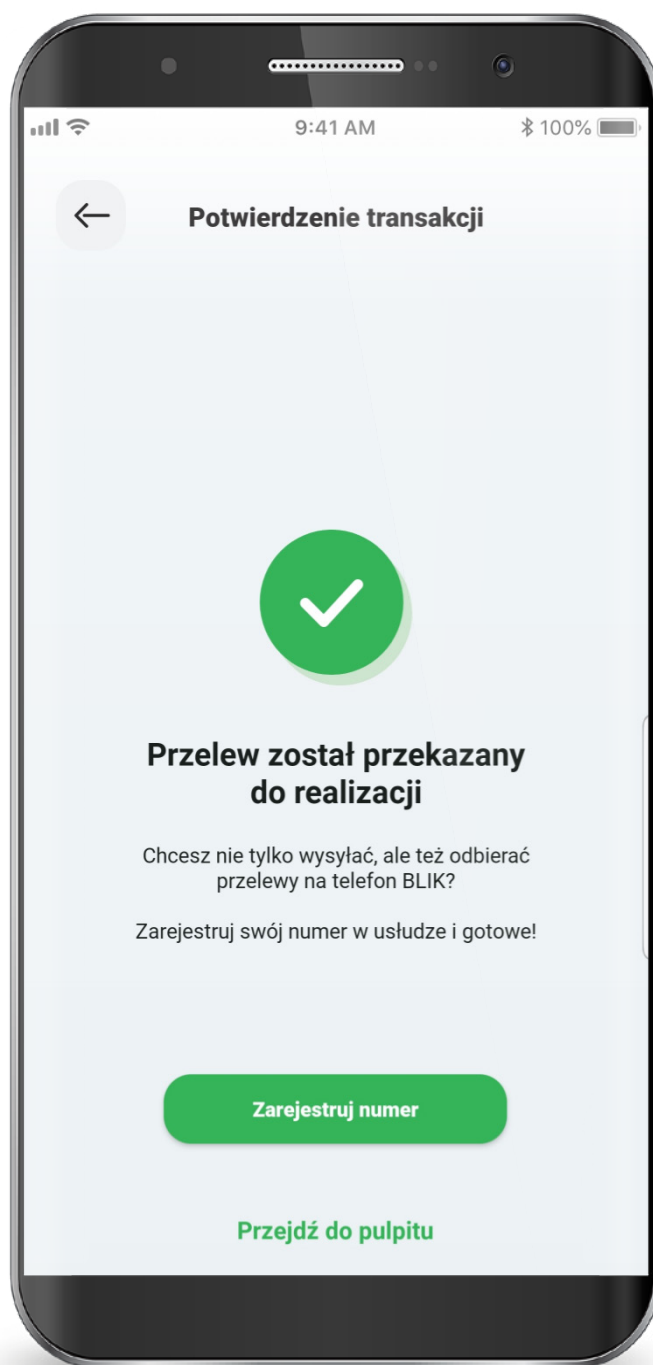 9:41 AM
100%
Potwierdzenie transakcji
Przelew został przekazany
do realizacji
Chcesz nie tylko wysyłać, ale też odbierać
przelewy na telefon BLIK?
Zarejestruj swój numer w usłudze i gotowe!
Zarejestruj numer
Przejdź do pulpitu